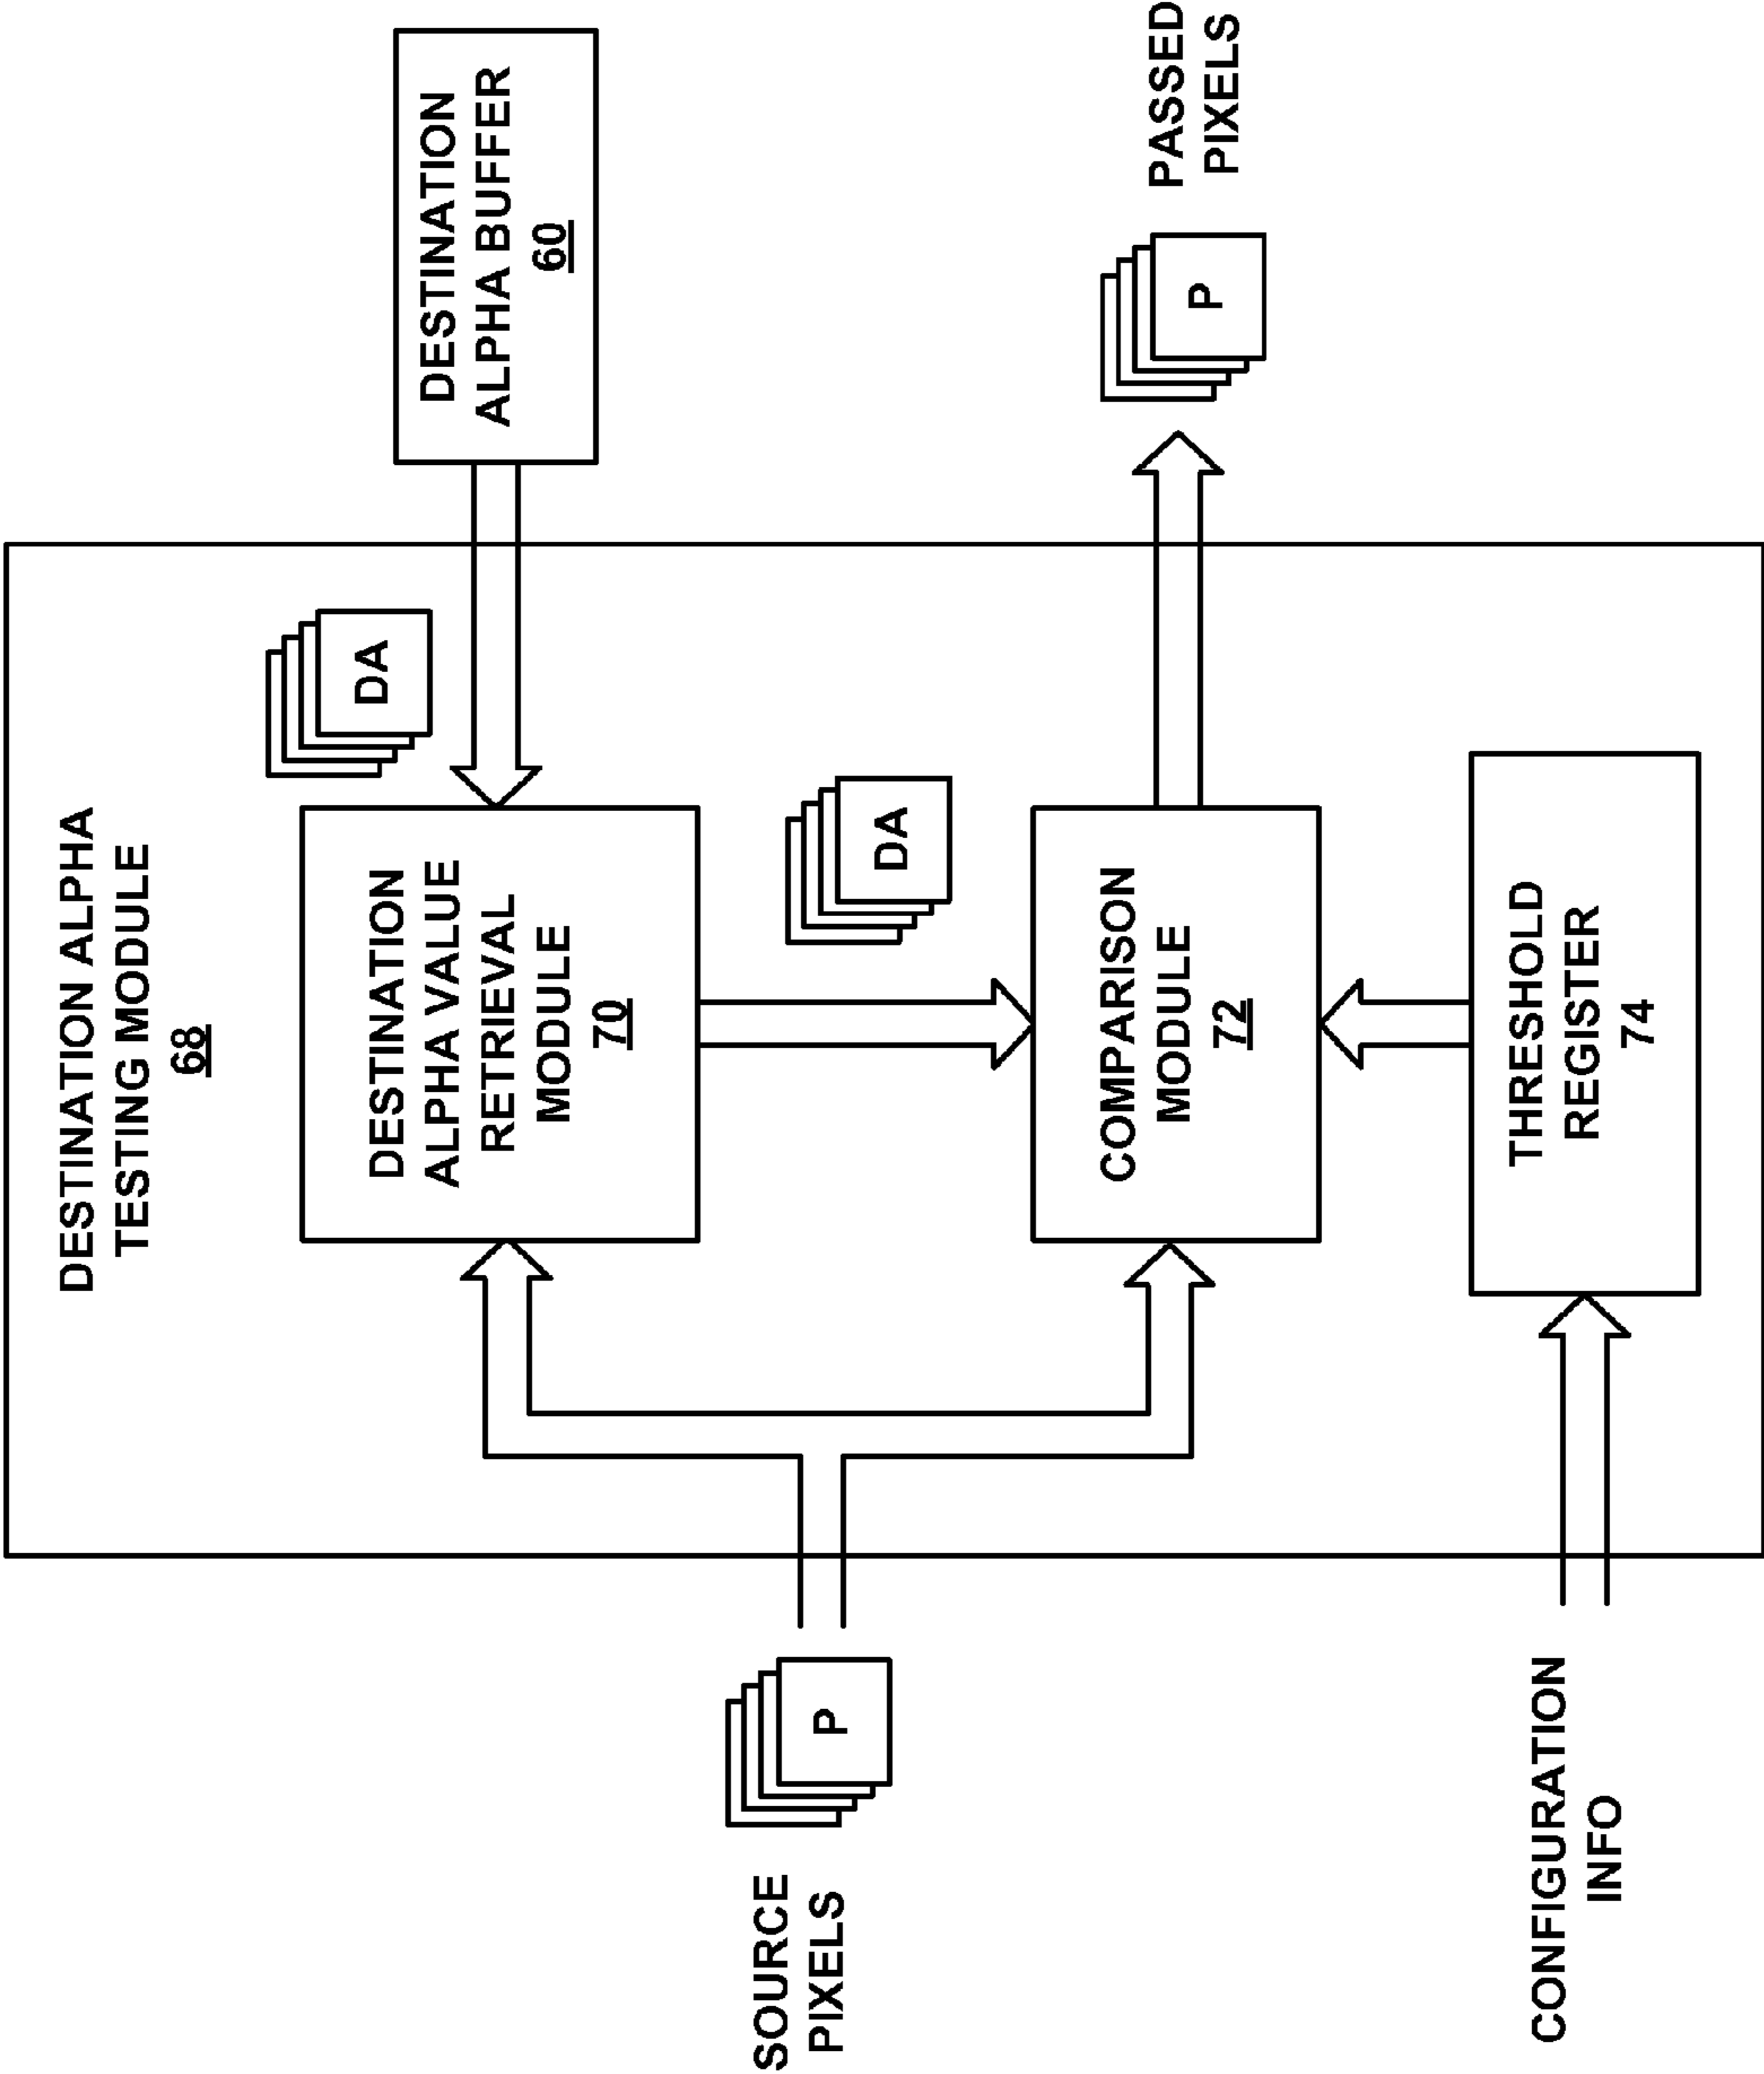 DESTINATION ALPHA
TESTING MODULE
68
DA
DESTINATION
ALPHA VALUE
RETRIEVAL
MODULE
70
DESTINATION
ALPHA BUFFER
60
SOURCE
PIXELS
P
DA
COMPARISON
MODULE
72
P
PASSED
PIXELS
CONFIGURATION
INFO
THRESHOLD
REGISTER
74